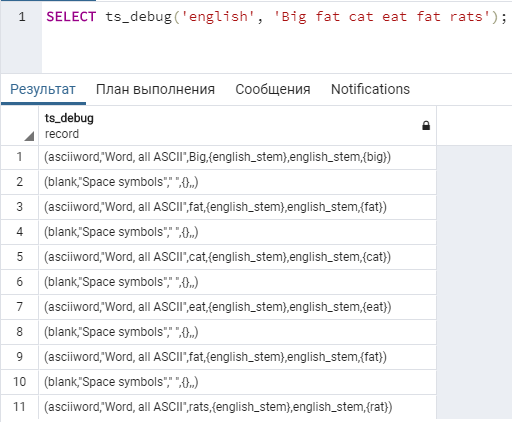 1 SELECT ts_debug('english', 'Big fat cat eat fat rats');
Результат План выполнения Сообщения Notifications
ts_debug
record
1 (asciiword,"Word, all ASCII",Big,{english_stem},english_stem,{big})
2 (blank,"Space symbols"," ",{},,)
3 (asciiword,"Word, all ASCII",fat,{english_stem},english_stem,{fat})
4 (blank,"Space symbols"," ",{},,)
5 (asciiword,"Word, all ASCII",cat,{english_stem},english_stem,{cat})
6 (blank,"Space symbols"," ",{},,)
7 (asciiword,"Word, all ASCII",eat,{english_stem},english_stem,{eat})
8 (blank,"Space symbols"," ",{},,)
9 (asciiword,"Word, all ASCII",fat,{english_stem},english_stem,{fat})
10 (blank,"Space symbols"," ",{},,)
11 (asciiword,"Word, all ASCII",rats,{english_stem},english_stem,{rat})